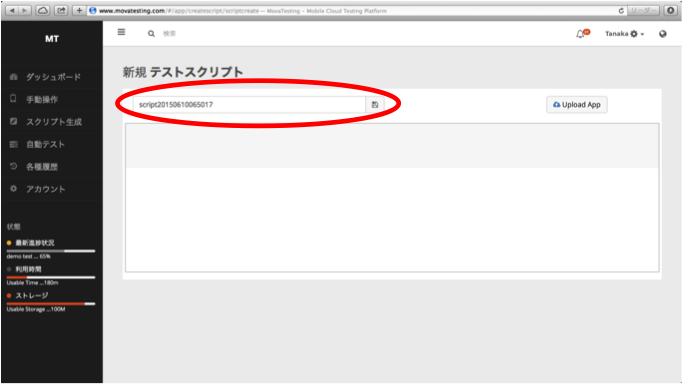 www.movatesting.com/#/app/createscript/scriptcreate — MovaTesting - Mobile Cloud Testing Platform
リーダー
MT
検索
Tanaka
新規 テストスクリプト
script20150610065017
Upload App
ダッシュボード
手動操作
スクリプト生成
自動テスト
各種履歴
アカウント
状態
最新進捗状況
demo test ... 65%
利用時間
Usable Time ...180m
ストレージ
Usable Storage ...100M